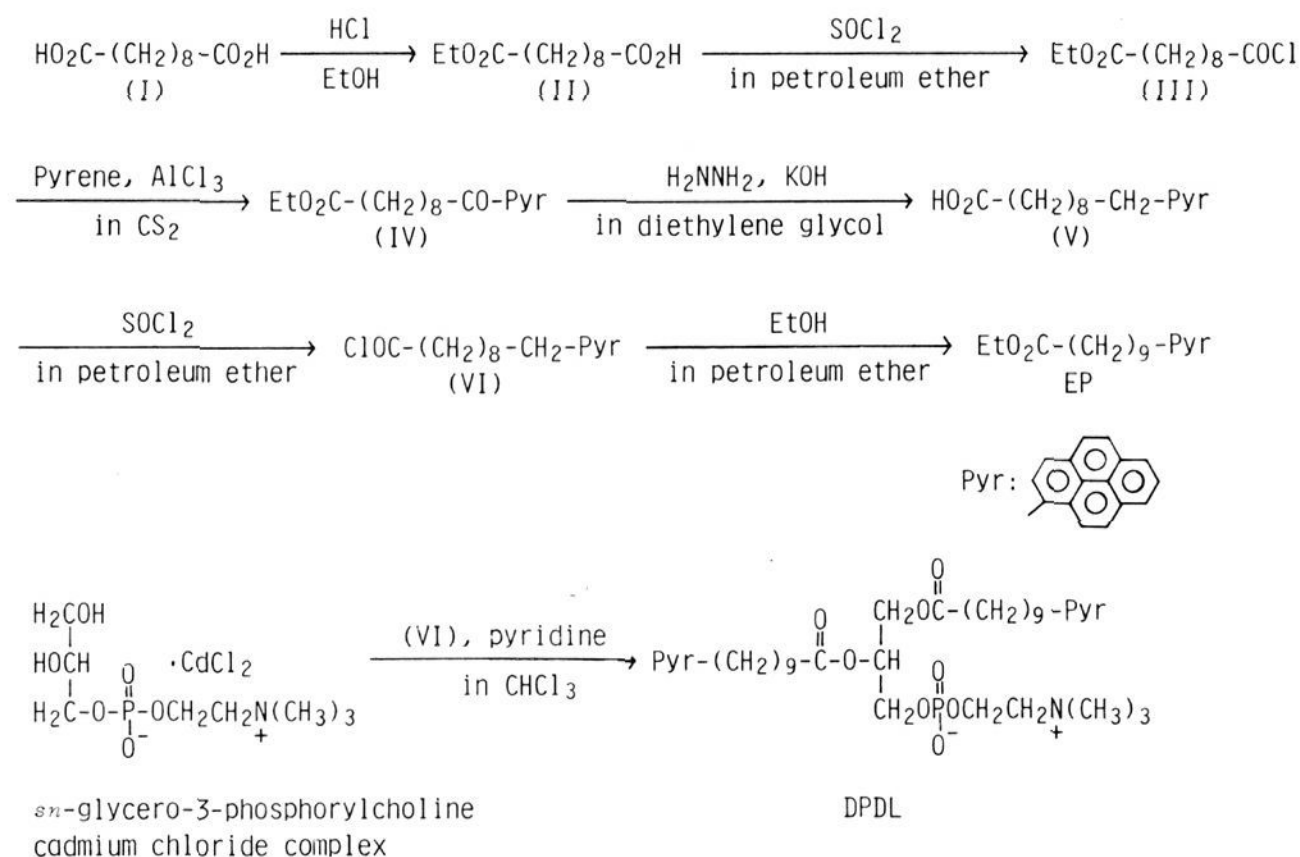 HCl
HO₂C-(CH₂)₈-CO₂H
EtOH
(I)
EtO₂C-(CH₂)₈-CO₂H
(II)
SOCl₂
in petroleum ether
EtO₂C-(CH₂)₈-COCl
(III)
Pyrene, AlCl₃
in CS₂
EtO₂C-(CH₂)₈-CO-Pyr
(IV)
H₂NNH₂, KOH
in diethylene glycol
HO₂C-(CH₂)₈-CH₂-Pyr
(V)
SOCl₂
in petroleum ether
ClOC-(CH₂)₈-CH₂-Pyr
(VI)
EtOH
in petroleum ether
EtO₂C-(CH₂)₉-Pyr
EP
Pyr:
H₂COH
HOCH
·CdCl₂
O
H₂C-O-P-OCH₂CH₂N(CH₃)₃
O⁻
+
sn-glycero-3-phosphorylcholine
cadmium chloride complex
(VI), pyridine
in CHCl₃
O
CH₂OC-(CH₂)₉-Pyr
O
Pyr-(CH₂)₉-C-O-CH
O
CH₂OPOCH₂CH₂N(CH₃)₃
O⁻
+
DPDL